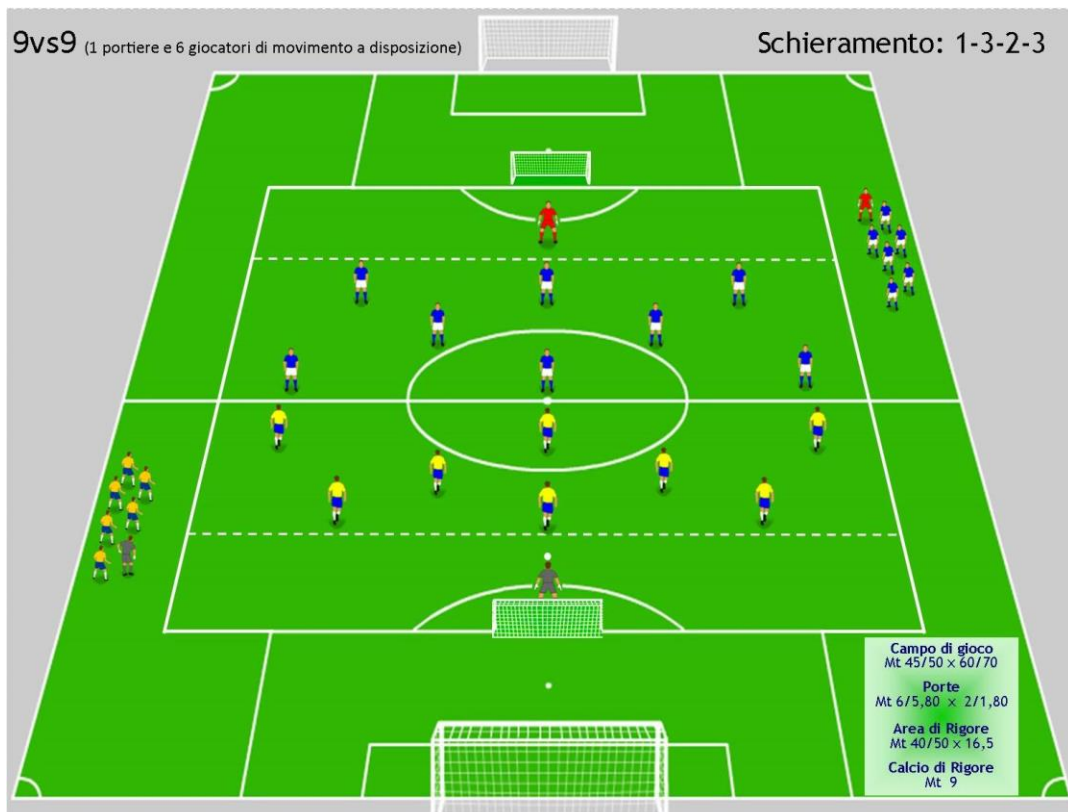 9vs9 (1 portiere e 6 giocatori di movimento a disposizione)
Schieramento: 1-3-2-3
Campo di gioco
Mt 45/50 x 60/70
Porte
Mt 6/5,80 x 2/1,80
Area di Rigore
Mt 40/50 x 16,5
Calcio di Rigore
Mt 9